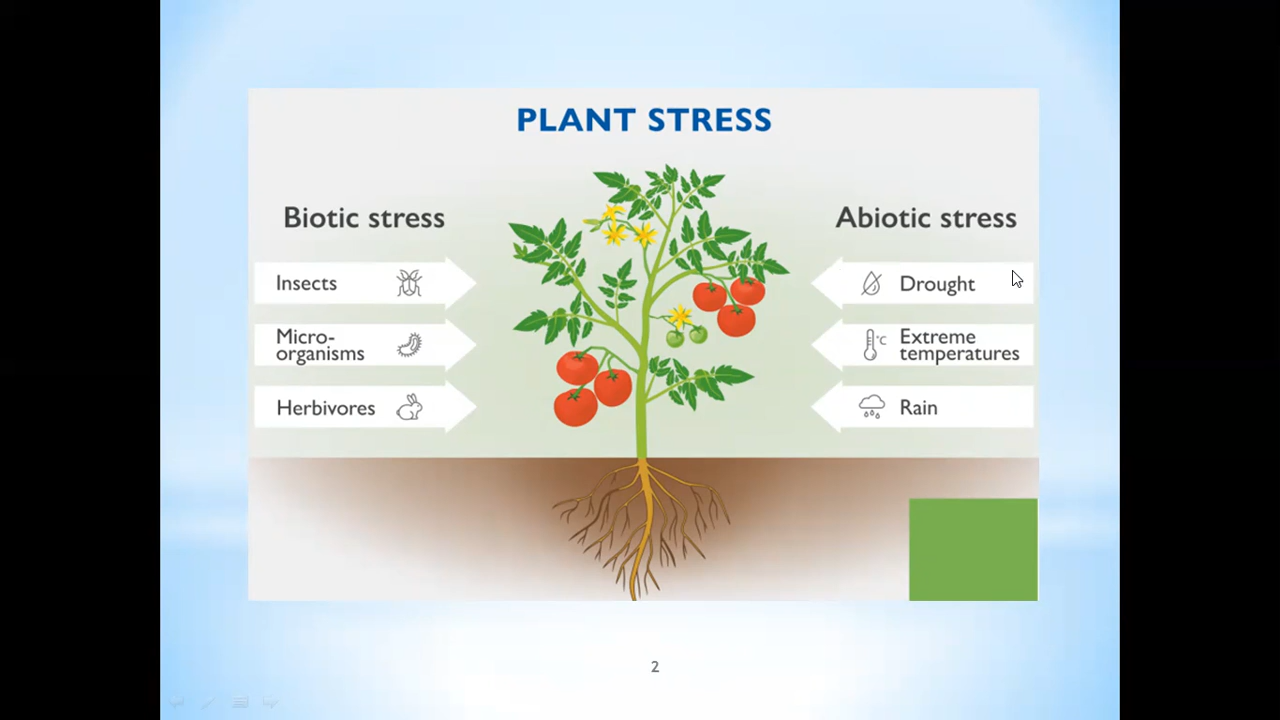 PLANT STRESS
Biotic stress
Insects
Micro-
organisms
Herbivores
Abiotic stress
Drought
°C
Extreme
temperatures
Rain
2